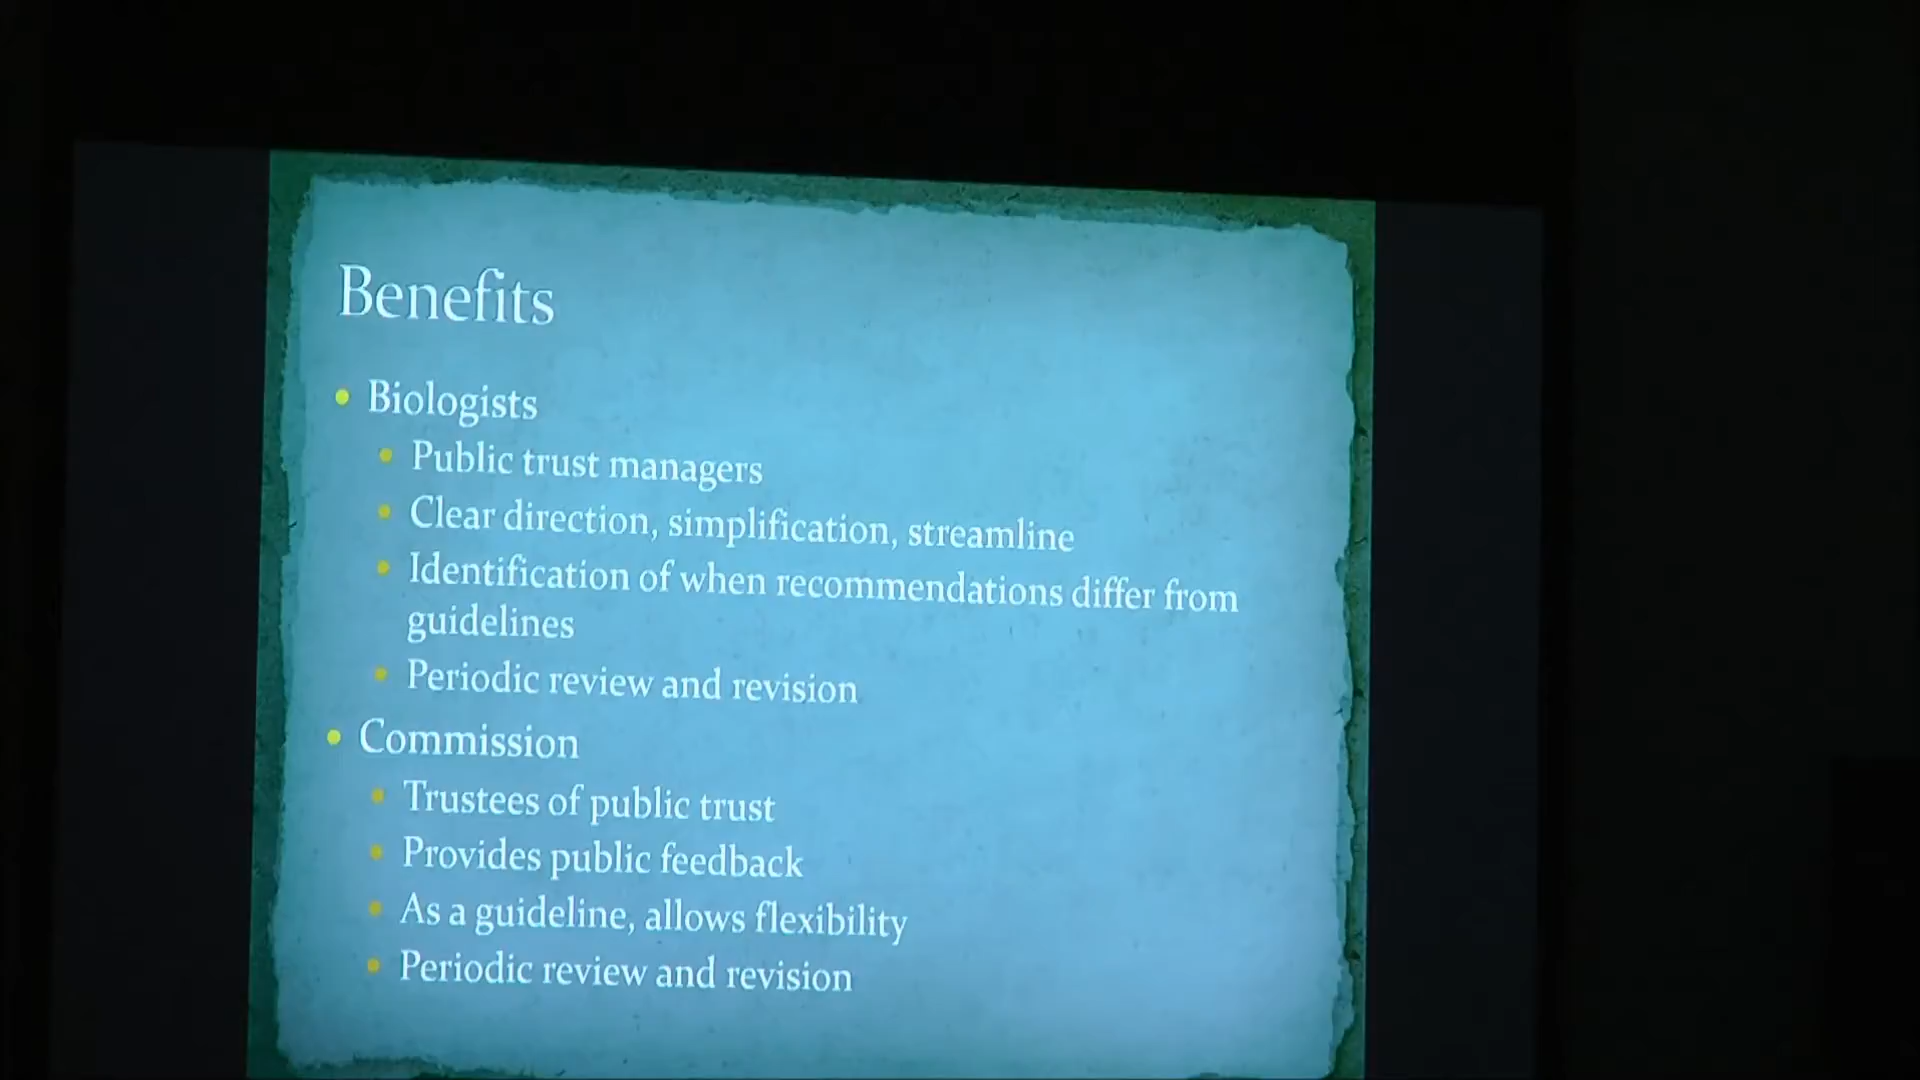 Benefits
• Biologists
• Public trust managers
• Clear direction, simplification, streamline
• Identification of when recommendations differ from
guidelines
• Periodic review and revision
• Commission
• Trustees of public trust
• Provides public feedback
• As a guideline, allows flexibility
• Periodic review and revision